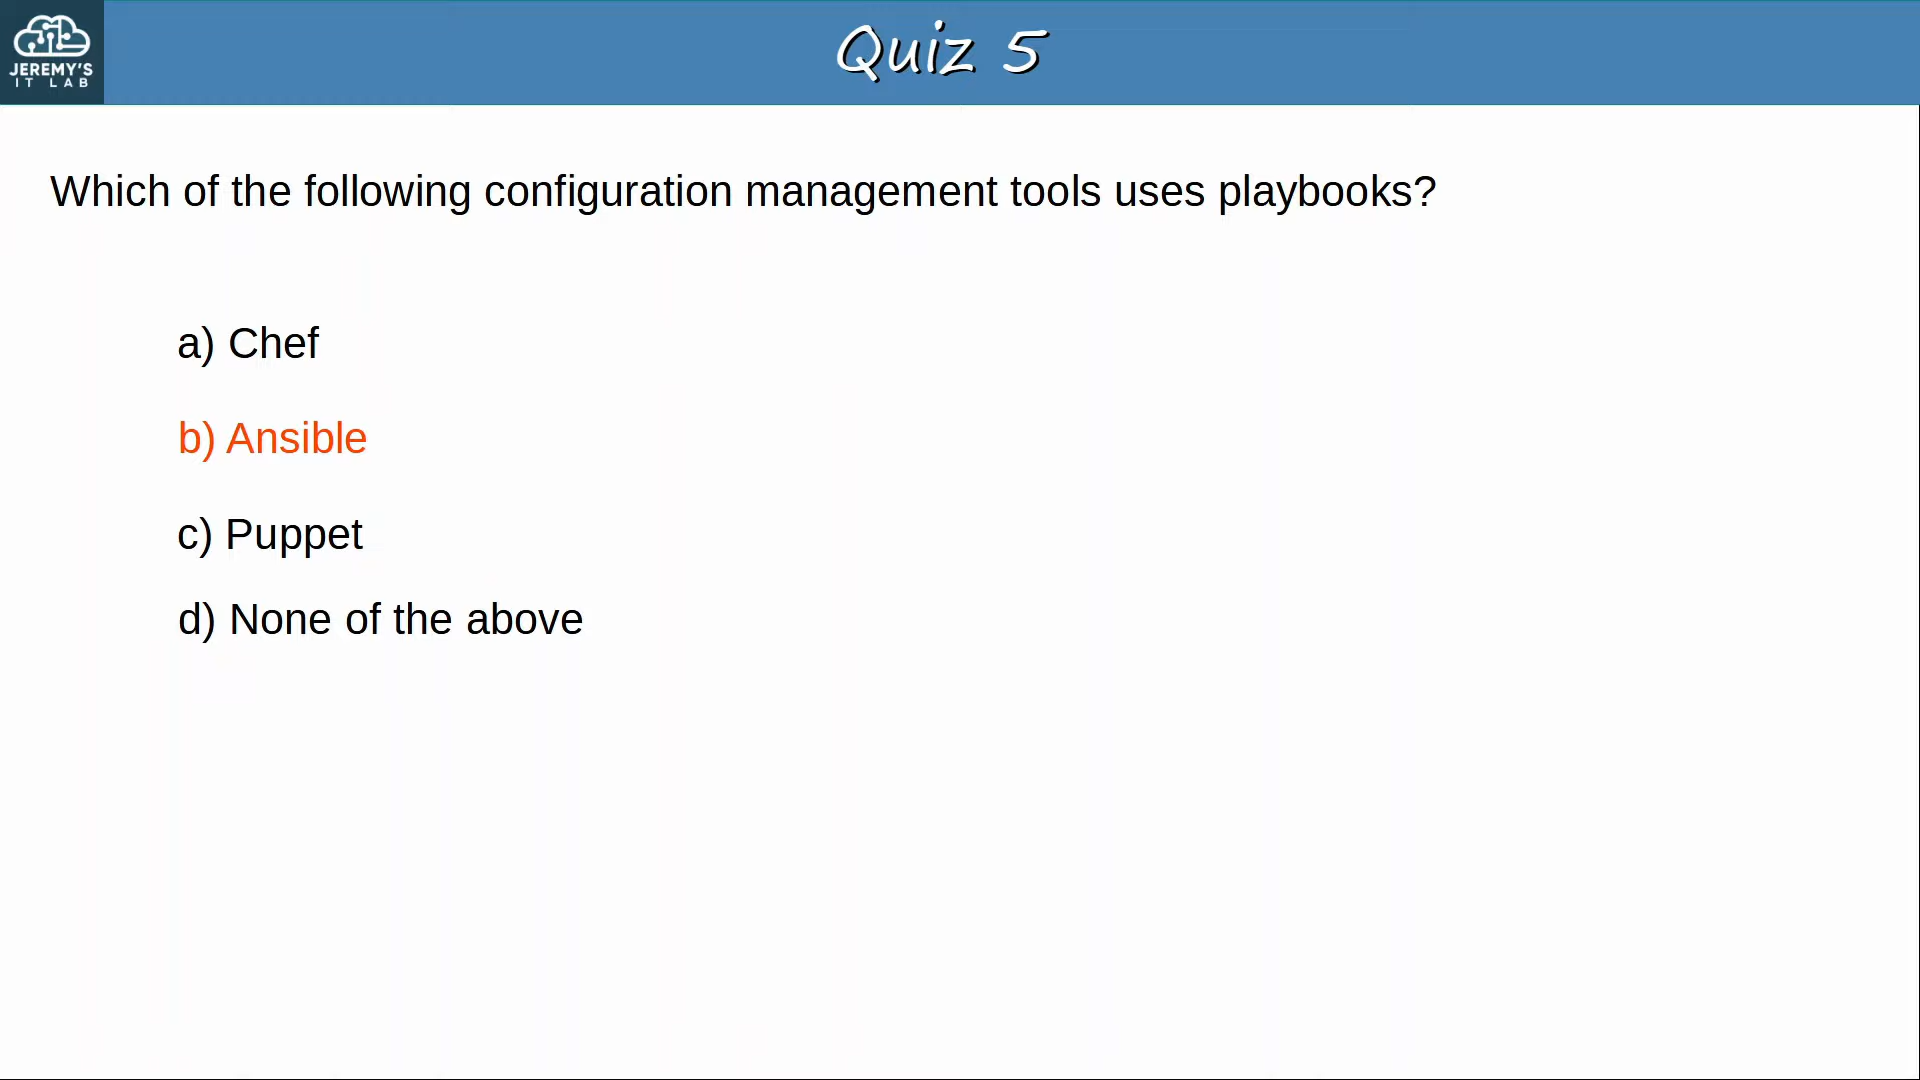 JEREMY'S
IT LAB
Quiz 5
Which of the following configuration management tools uses playbooks?
a) Chef
b) Ansible
c) Puppet
d) None of the above